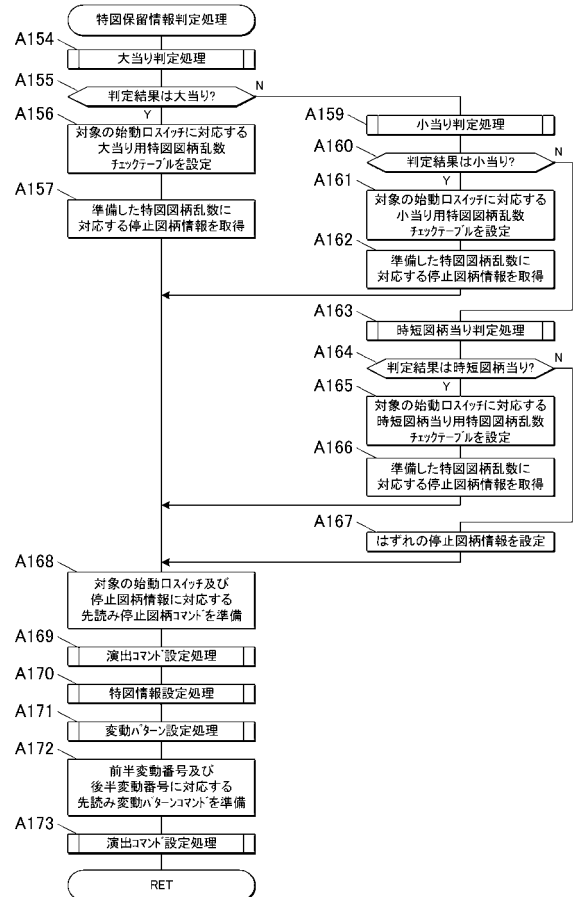 特図保留情報判定処理
A154
大当り判定処理
A155
判定結果は大当り?
N
Y
A156
対象の始動口スイッチに対応する
大当り用特図図柄乱数
チェックテーブルを設定
A157
準備した特図図柄乱数に
対応する停止図柄情報を取得
A159
小当り判定処理
A160
判定結果は小当り?
N
Y
A161
対象の始動口スイッチに対応する
小当り用特図図柄乱数
チェックテーブルを設定
A162
準備した特図図柄乱数に
対応する停止図柄情報を取得
A163
時短図柄当り判定処理
A164
判定結果は時短図柄当り?
N
Y
A165
対象の始動口スイッチに対応する
時短図柄当り用特図図柄乱数
チェックテーブルを設定
A166
準備した特図図柄乱数に
対応する停止図柄情報を取得
A167
はずれの停止図柄情報を設定
A168
対象の始動口スイッチ及び
停止図柄情報に対応する
先読み停止図柄コマンドを準備
A169
演出コマンド設定処理
A170
特図情報設定処理
A171
変動パターン設定処理
A172
前半変動番号及び
後半変動番号に対応する
先読み変動パターンコマンドを準備
A173
演出コマンド設定処理
RET